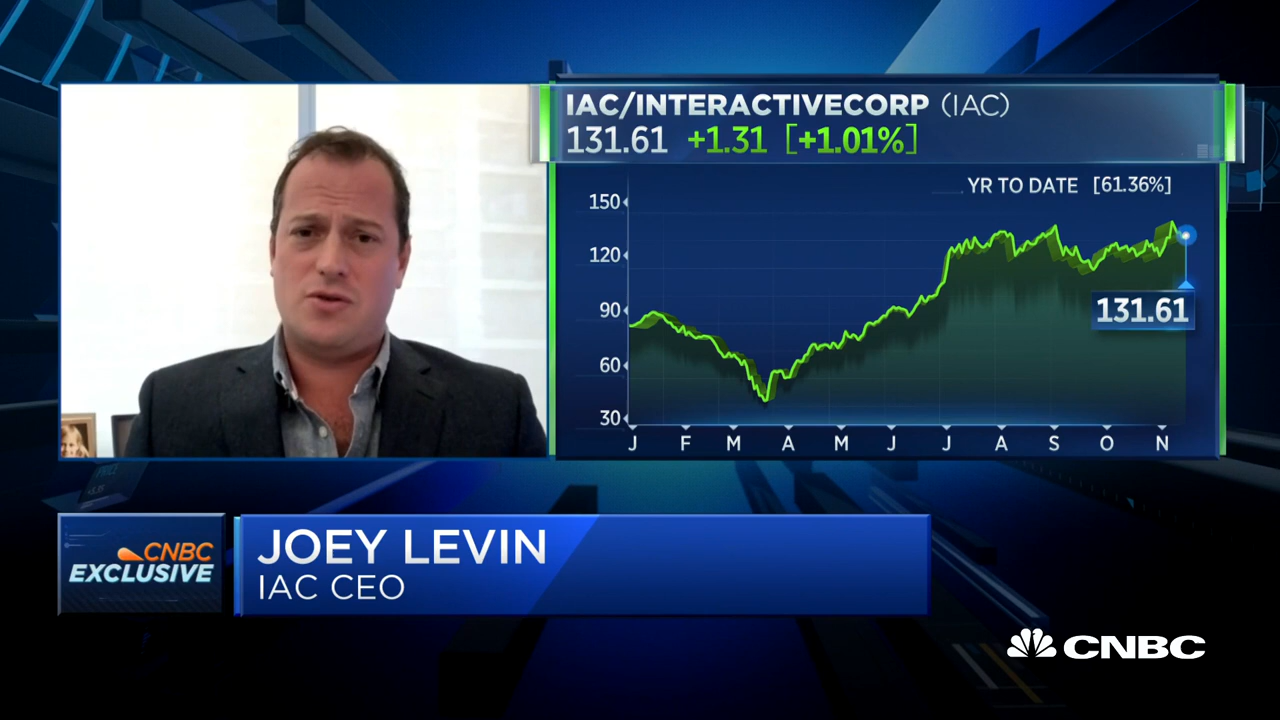 IAC/INTERACTIVECORP (IAC)
131.61 +1.31 [+1.01%]
YR TO DATE [61.36%]
150
120
90
60
30
131.61
J F M A M J J A S O N
CNBC
EXCLUSIVE
JOEY LEVIN
IAC CEO
CNBC